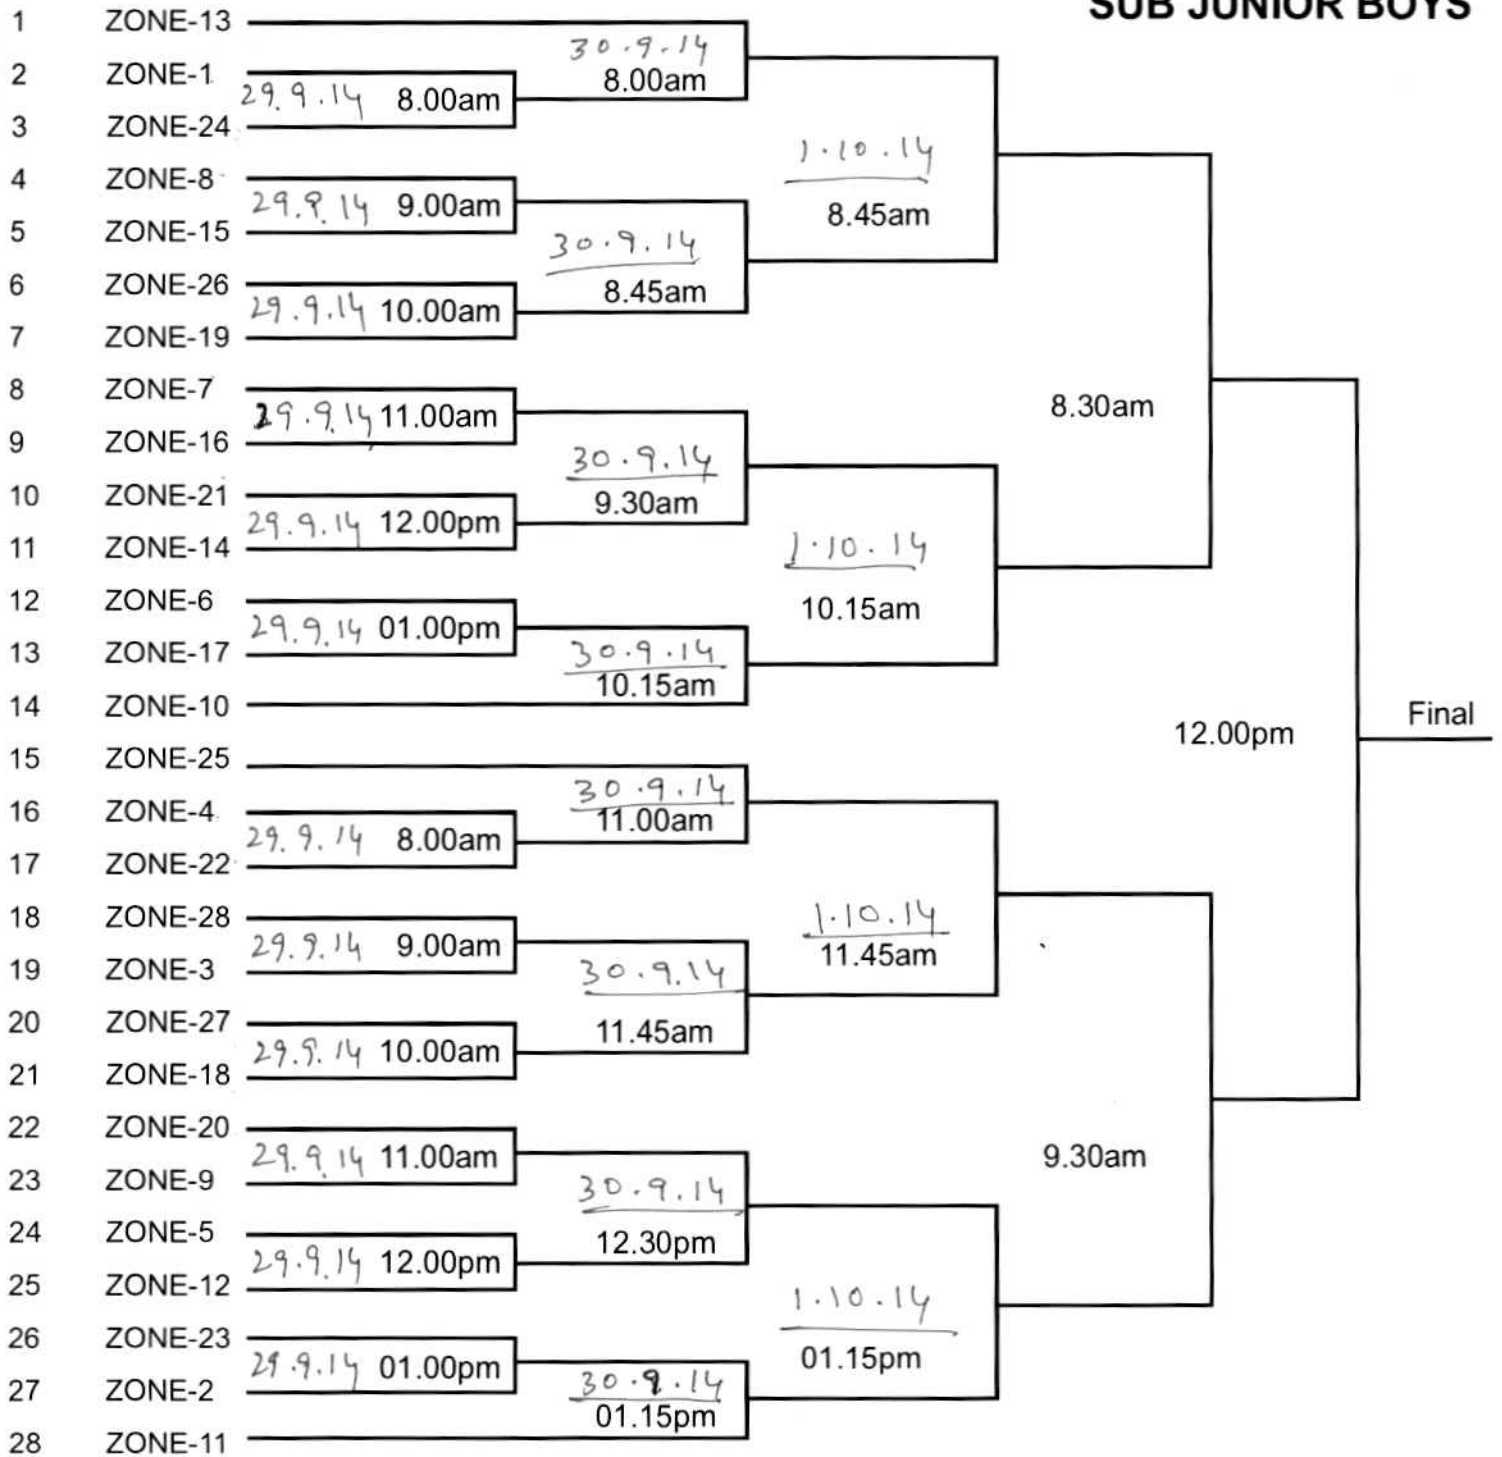 SUB JUNIOR BOYS
1 ZONE-13
30.9.14
8.00am
2 ZONE-1
29.9.14 8.00am
3 ZONE-24
1.10.14
8.45am
4 ZONE-8
29.9.14 9.00am
5 ZONE-15
30.9.14
8.45am
6 ZONE-26
29.9.14 10.00am
7 ZONE-19
8 ZONE-7
29.9.14 11.00am
8.30am
9 ZONE-16
30.9.14
9.30am
10 ZONE-21
29.9.14 12.00pm
11 ZONE-14
1.10.14
10.15am
12 ZONE-6
29.9.14 01.00pm
13 ZONE-17
30.9.14
10.15am
14 ZONE-10
Final
12.00pm
15 ZONE-25
30.9.14
11.00am
16 ZONE-4
29.9.14 8.00am
17 ZONE-22
18 ZONE-28
1.10.14
11.45am
29.9.14 9.00am
19 ZONE-3
30.9.14
11.45am
20 ZONE-27
29.9.14 10.00am
21 ZONE-18
22 ZONE-20
29.9.14 11.00am
9.30am
23 ZONE-9
30.9.14
12.30pm
24 ZONE-5
29.9.14 12.00pm
25 ZONE-12
1.10.14
01.15pm
26 ZONE-23
29.9.14 01.00pm
27 ZONE-2
30.9.14
01.15pm
28 ZONE-11